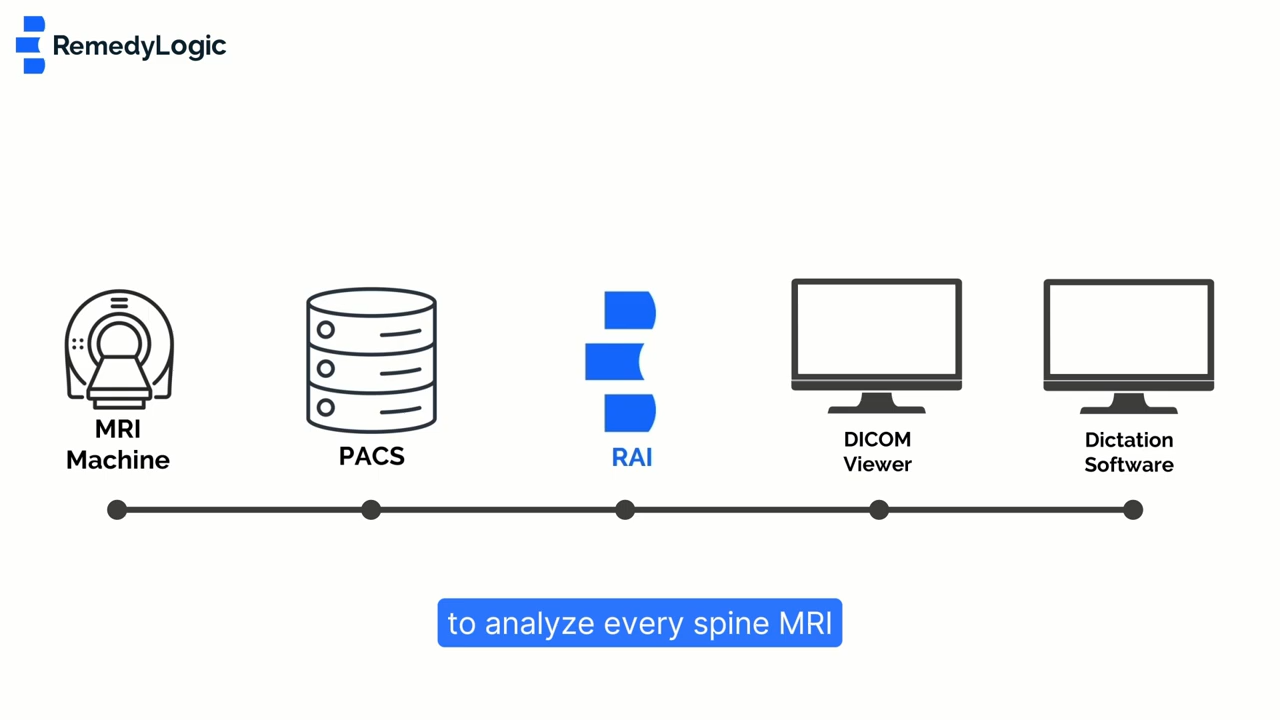 RemedyLogic
MRI
Machine
PACS
RAI
DICOM
Viewer
Dictation
Software
to analyze every spine MRI